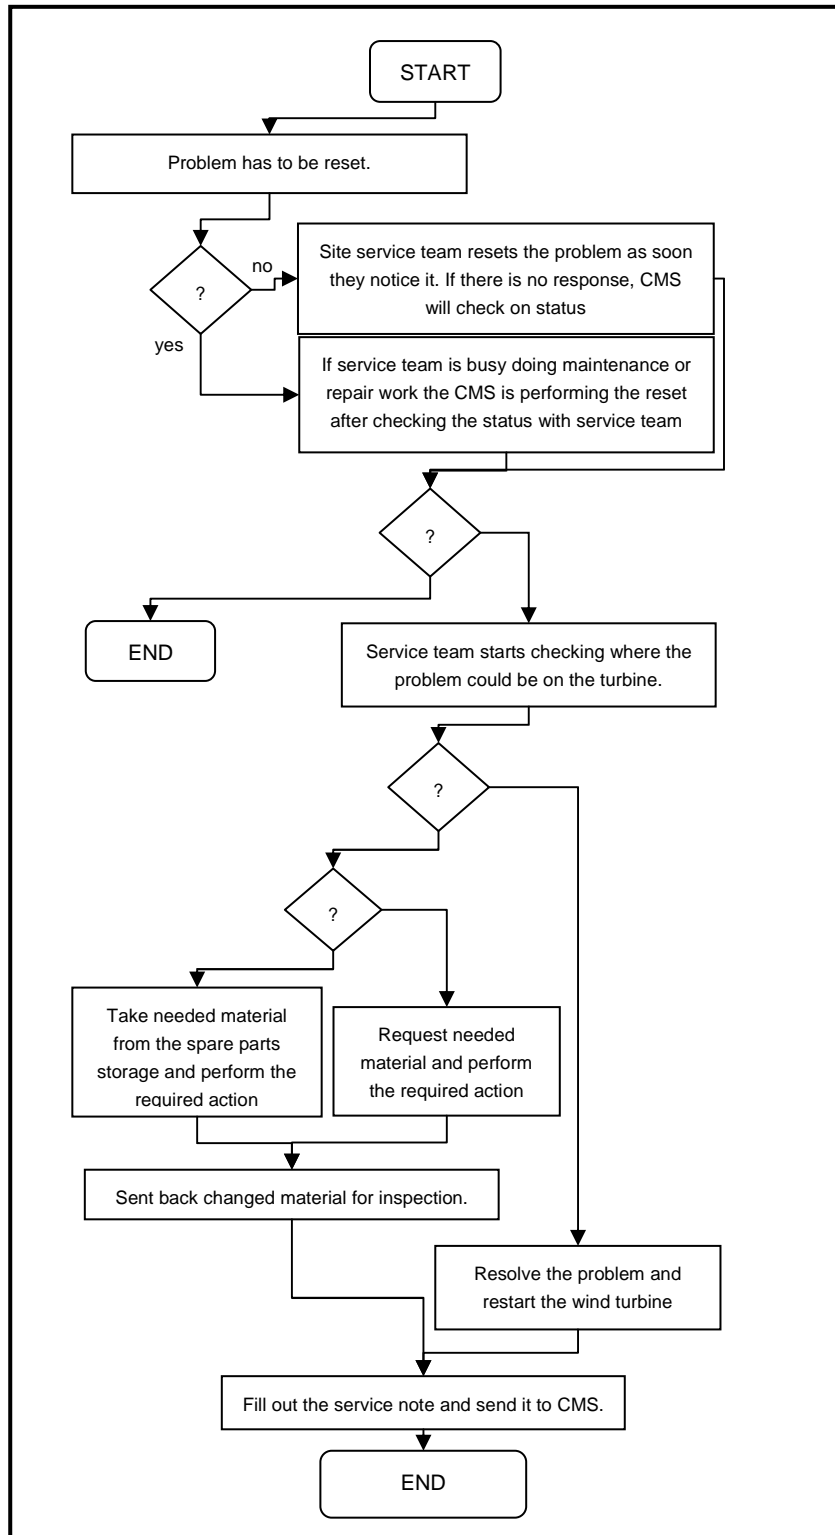 START
Problem has to be reset.
?
no
Site service team resets the problem as soon
they notice it. If there is no response, CMS
will check on status
yes
If service team is busy doing maintenance or
repair work the CMS is performing the reset
after checking the status with service team
?
END
Service team starts checking where the
problem could be on the turbine.
?
?
Take needed material
from the spare parts
storage and perform the
required action
Request needed
material and perform
the required action
Sent back changed material for inspection.
Resolve the problem and
restart the wind turbine
Fill out the service note and send it to CMS.
END